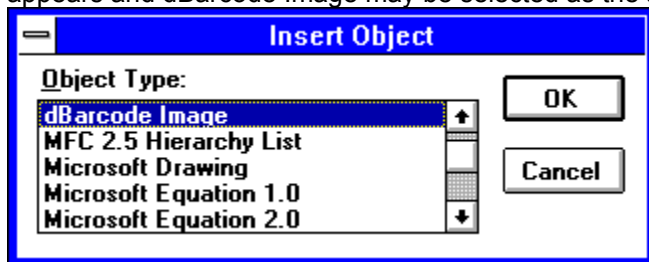 appears and dBarcode Image may be selected as the
Insert Object
Object Type:
dBarcode Image
MFC 2.5 Hierarchy List
Microsoft Drawing
Microsoft Equation 1.0
Microsoft Equation 2.0
OK
Cancel